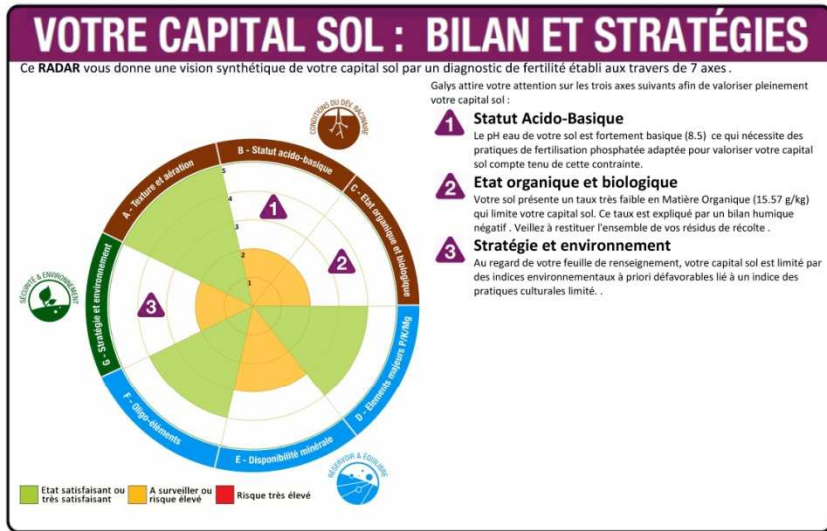 VOTRE CAPITAL SOL : BILAN ET STRATÉGIES
Ce RADAR vous donne une vision synthétique de votre capital sol par un diagnostic de fertilité établi aux travers de 7 axes .
Galys attire votre attention sur les trois axes suivants afin de valoriser pleinement
votre capital sol :
1
Statut Acido-Basique
Le pH eau de votre sol est fortement basique (8.5) ce qui nécessite des
pratiques de fertilisation phosphatée adaptée pour valoriser votre capital
sol compte tenu de cette contrainte.
2
Etat organique et biologique
Votre sol présente un taux très faible en Matière Organique (15.57 g/kg)
qui limite votre capital sol. Ce taux est expliqué par un bilan humique
négatif . Veillez à restituer l'ensemble de vos résidus de récolte .
3
Stratégie et environnement
Au regard de votre feuille de renseignement, votre capital sol est limité par
des indices environnementaux à priori défavorables lié à un indice des
pratiques culturales limité. .
CONDITIONS DU DÉV. RACINAIRE
A - Texture et aération
B - Statut acido-basique
C - Etat organique et biologique
D - Elements majeurs P/K/Mg
E - Disponibilité minérale
F - Oligo-éléments
G - Stratégie et environnement
SÉCURITÉ & ENVIRONNEMENT
RÉSERVOIR & ÉQUILIBRE
5
4
3
2
1
1
2
3
Etat satisfaisant ou
très satisfaisant
A surveiller ou
risque élevé
Risque très élevé